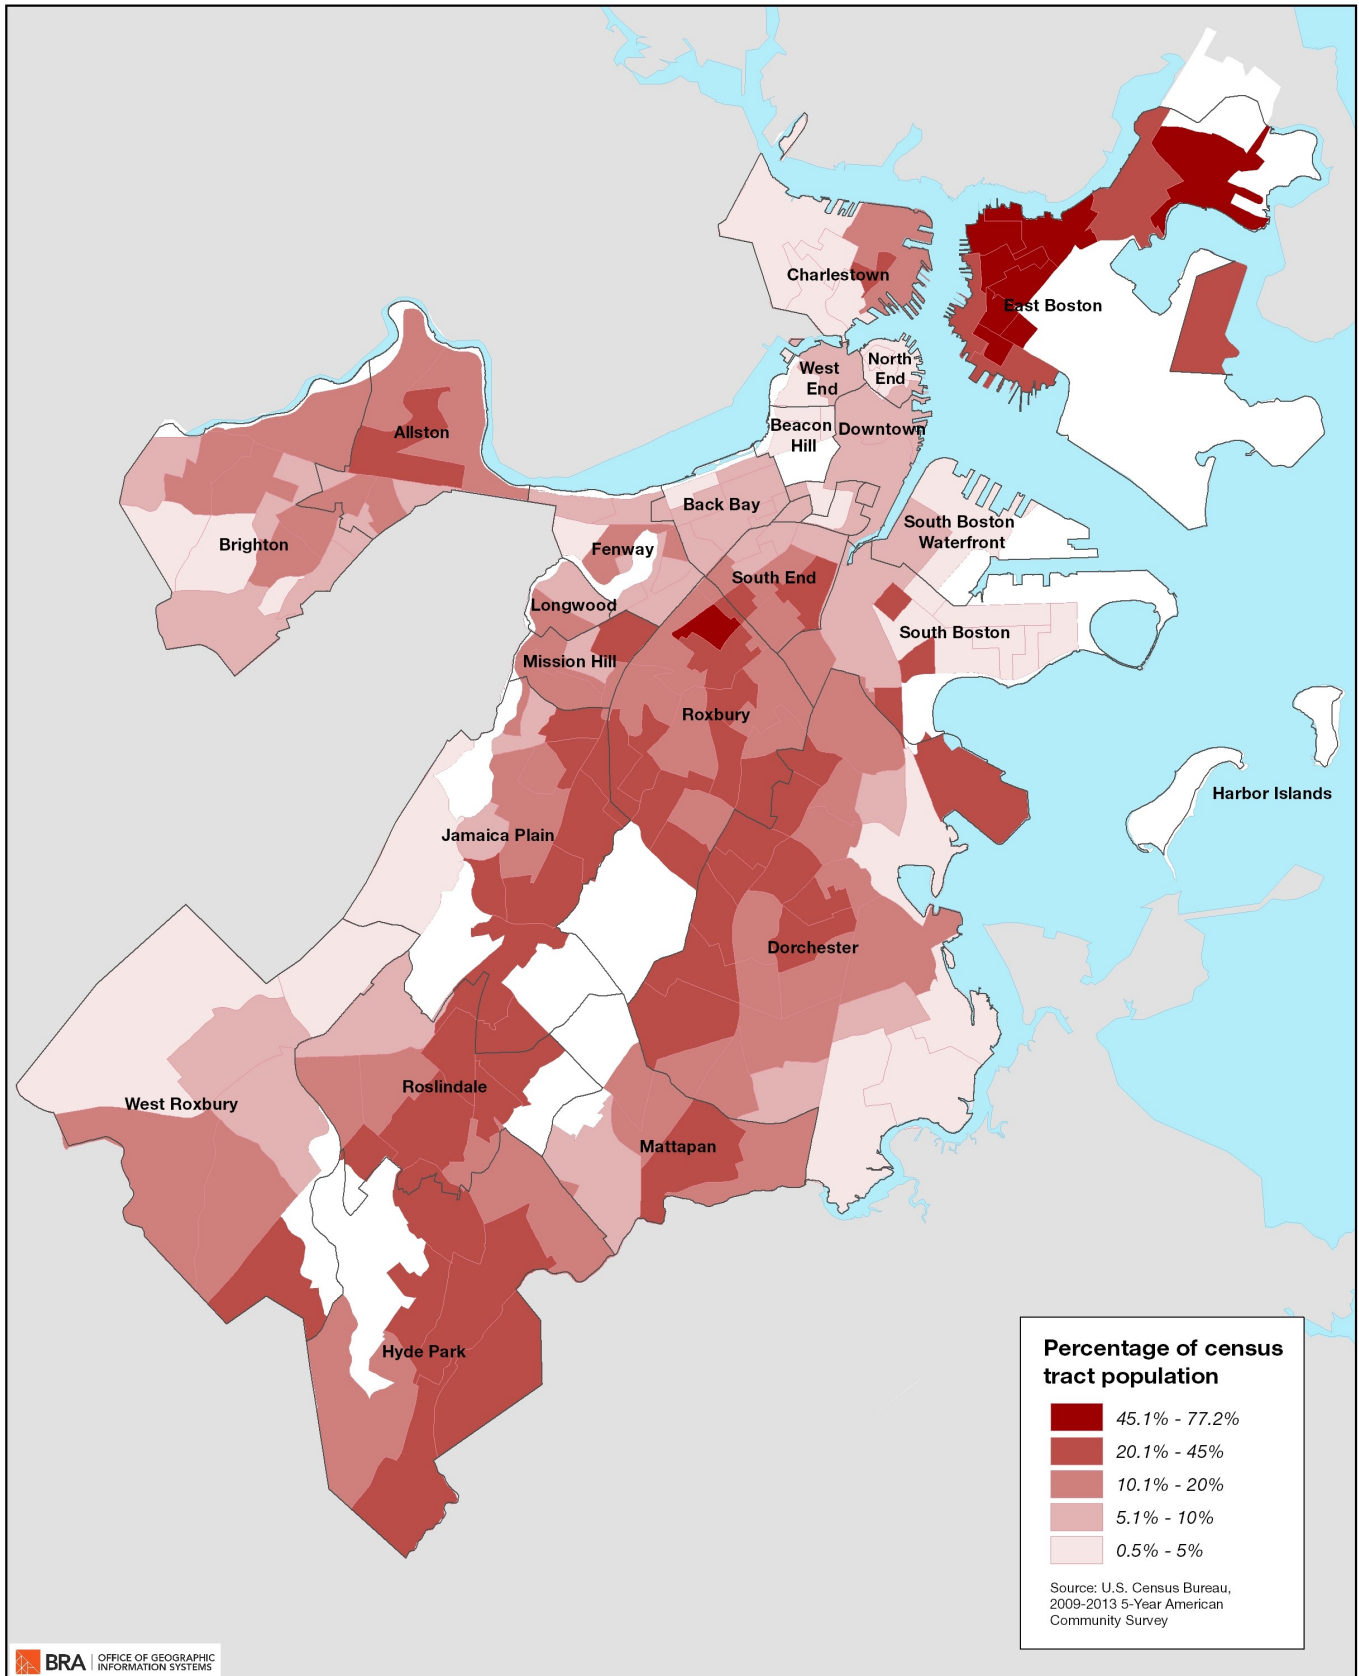 Charlestown
East Boston
North
End
West
End
Beacon
Hill
Downtown
Allston
Back Bay
South Boston
Waterfront
Brighton
Fenway
South End
Longwood
South Boston
Mission Hill
Roxbury
Harbor Islands
Jamaica Plain
Dorchester
Roslindale
West Roxbury
Mattapan
Hyde Park
Percentage of census
tract population
45.1% - 77.2%
20.1% - 45%
10.1% - 20%
5.1% - 10%
0.5% - 5%
Source: U.S. Census Bureau,
2009-2013 5-Year American
Community Survey
BRA
OFFICE OF GEOGRAPHIC
INFORMATION SYSTEMS